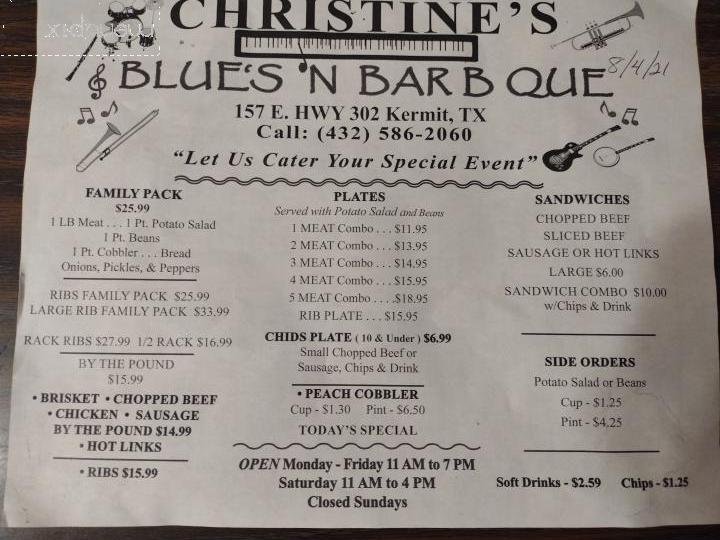 CHRISTINE'S
BLUE'S 'N BAR B QUE
8/4/21
157 E. HWY 302 Kermit, TX
Call: (432) 586-2060
"Let Us Cater Your Special Event"
FAMILY PACK
$25.99
1 LB Meat . . . 1 Pt. Potato Salad
1 Pt. Beans
1 Pt. Cobbler . . . Bread
Onions, Pickles, & Peppers
RIBS FAMILY PACK $25.99
LARGE RIB FAMILY PACK $33.99
RACK RIBS $27.99 1/2 RACK $16.99
BY THE POUND
$15.99
• BRISKET • CHOPPED BEEF
• CHICKEN • SAUSAGE
BY THE POUND $14.99
• HOT LINKS
• RIBS $15.99
PLATES
Served with Potato Salad and Beans
1 MEAT Combo . . . $11.95
2 MEAT Combo . . . $13.95
3 MEAT Combo . . . $14.95
4 MEAT Combo . . . $15.95
5 MEAT Combo . . .$18.95
RIB PLATE . . . $15.95
CHIDS PLATE ( 10 & Under ) $6.99
Small Chopped Beef or
Sausage, Chips & Drink
• PEACH COBBLER
Cup - $1.30 Pint - $6.50
TODAY'S SPECIAL
OPEN Monday - Friday 11 AM to 7 PM
Saturday 11 AM to 4 PM
Closed Sundays
SANDWICHES
CHOPPED BEEF
SLICED BEEF
SAUSAGE OR HOT LINKS
LARGE $6.00
SANDWICH COMBO $10.00
w/Chips & Drink
SIDE ORDERS
Potato Salad or Beans
Cup - $1.25
Pint - $4.25
Soft Drinks - $2.59 Chips - $1.25